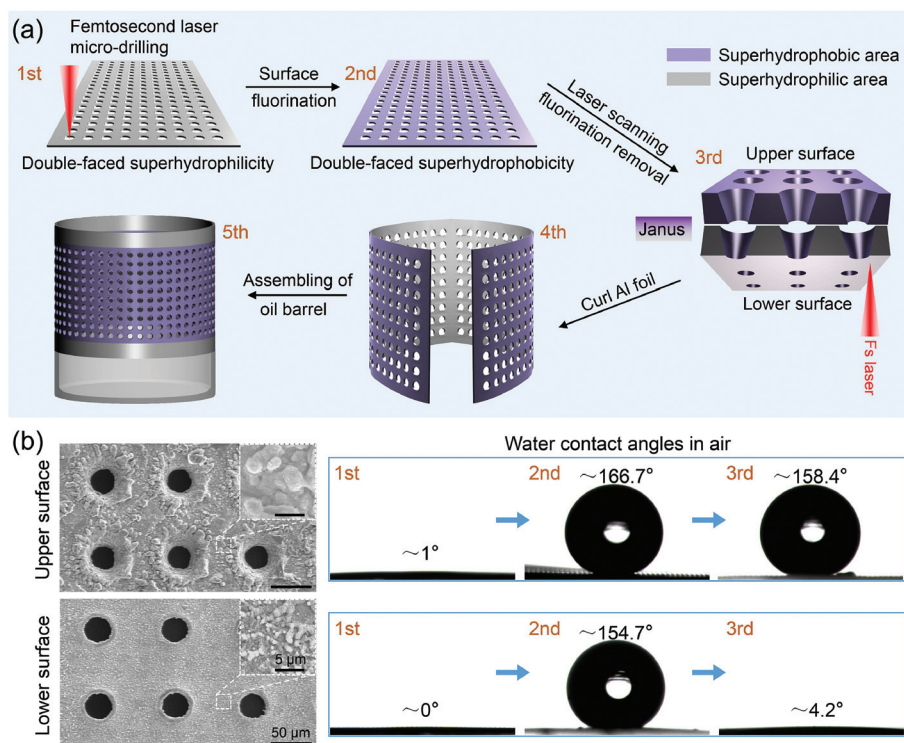 (a)
Femtosecond laser
micro-drilling
1st
Surface
fluorination
2nd
Superhydrophobic area
Superhydrophilic area
Double-faced superhydrophilicity
Double-faced superhydrophobicity
Laser scanning
fluorination removal
3rd
Upper surface
Janus
Lower surface
Fs laser
Curl Al foil
4th
Assembling of
oil barrel
5th
(b)
Water contact angles in air
Upper surface
1st
~1°
2nd
~166.7°
3rd
~158.4°
Lower surface
5 μm
50 μm
1st
~0°
2nd
~154.7°
3rd
~4.2°